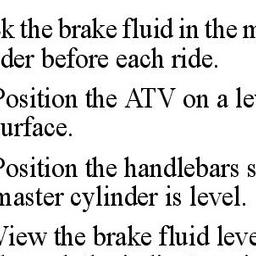 k the brake fluid in the m
der before each ride.
Position the ATV on a le
urface.
Position the handlebars s
master cylinder is level.
View the brake fluid leve